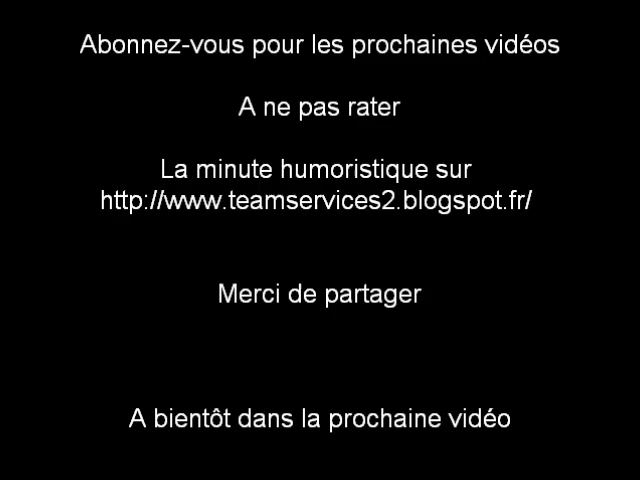 Abonnez-vous pour les prochaines vidéos
A ne pas rater
La minute humoristique sur
http://www.teamservices2.blogspot.fr/
Merci de partager
A bientôt dans la prochaine vidéo